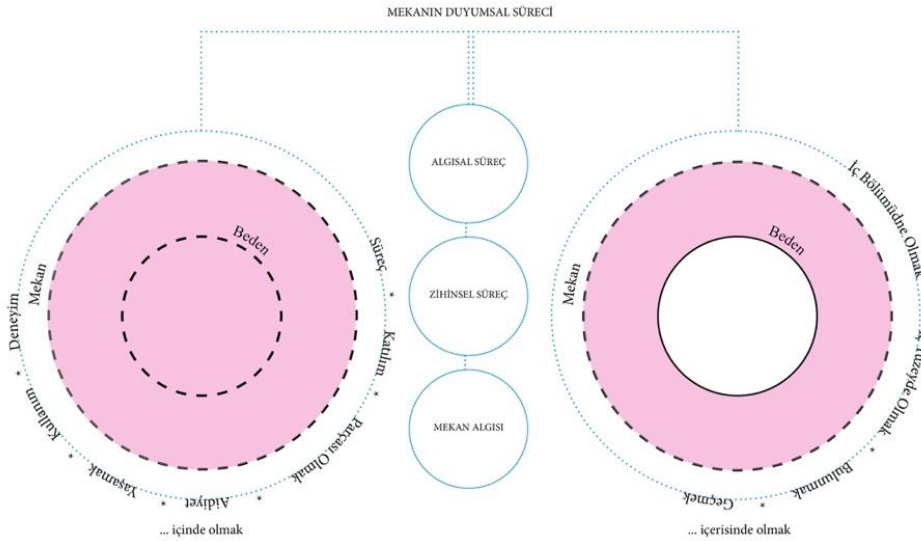 MEKANIN DUYUMSAL SÜRECİ
ALGISAL SÜREÇ
ZİHİNSEL SÜREÇ
MEKAN ALGISI
Mekan
Beden
Süreç
*
Katılım
*
Parçası Olmak
*
Aidiyet
*
Yaşamak
*
Kullanım
*
Deneyim
... içinde olmak
Mekan
Beden
İç Bölümüdne Olmak
Yüzeyde Olmak
*
Bulunmak
*
Geçmek
... içerisinde olmak